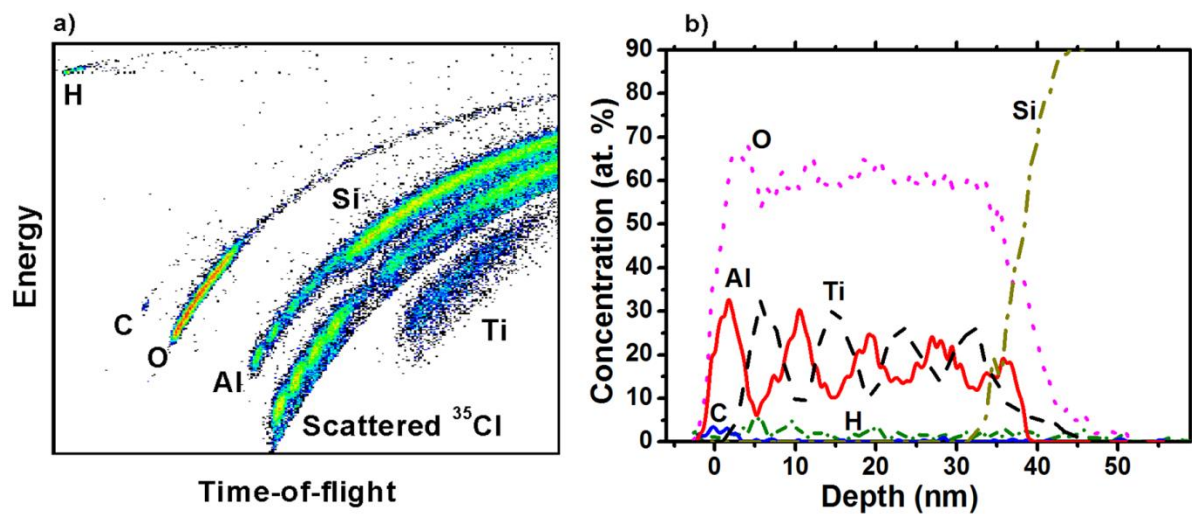 a)
Energy
H
C
O
Si
Al
Ti
Scattered ³⁵Cl
Time-of-flight
b)
Concentration (at. %)
90
80
70
60
50
40
30
20
10
0
O
Si
Al
Ti
C
H
0 10 20 30 40 50
Depth (nm)